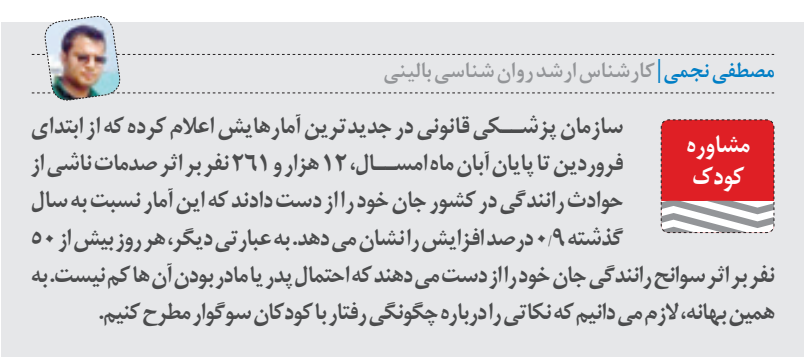 مصطفی نجمی|کارشناس ارشد روان شناسی بالینی
مشاوره
کودک
سازمان پزشـــکی قانونی در جدیدترین آمارهایش اعلام کرده که از ابتدای
فروردین تا پایان آبان ماه امســـال، ۱۲ هزار و ۲۶۱ نفر بر اثر صدمات ناشی از
حوادث رانندگی در کشور جان خود را از دست دادند که این آمار نسبت به سال
گذشته ۰/۹ درصد افزایش را نشان می دهد. به عبارتی دیگر، هر روز بیش از ۵۰
نفر بر اثر سوانح رانندگی جان خود را از دست می دهند که احتمال پدر یا مادر بودن آن ها کم نیست. به
همین بهانه، لازم می دانیم که نکاتی را درباره چگونگی رفتار با کودکان سوگوار مطرح کنیم.